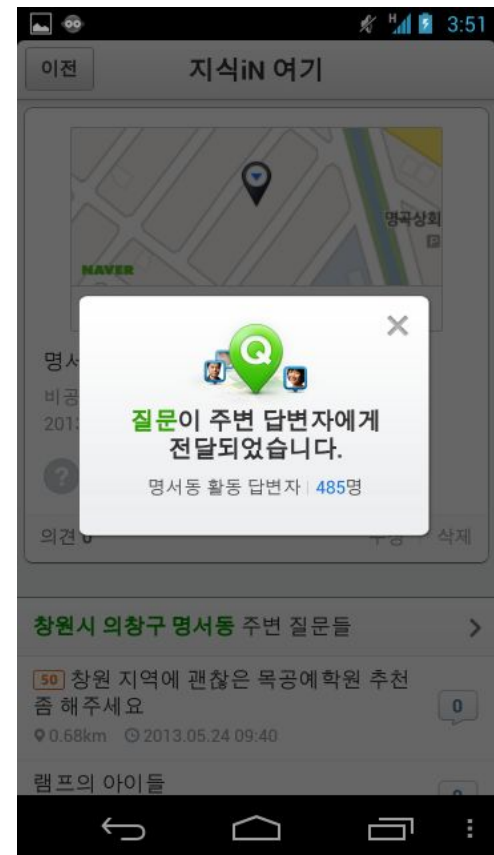 H 3:51
이전 지식iN 여기
명곡상회
P
NAVER
Q
질문이 주변 답변자에게
전달되었습니다.
명서동 활동 답변자 | 485명
명서
비공
2013
?
의견 0 삭제
창원시 의창구 명서동 주변 질문들
50 창원 지역에 괜찮은 목공예학원 추천
좀 해주세요
0
0.68km 2013.05.24 09:40
램프의 아이들